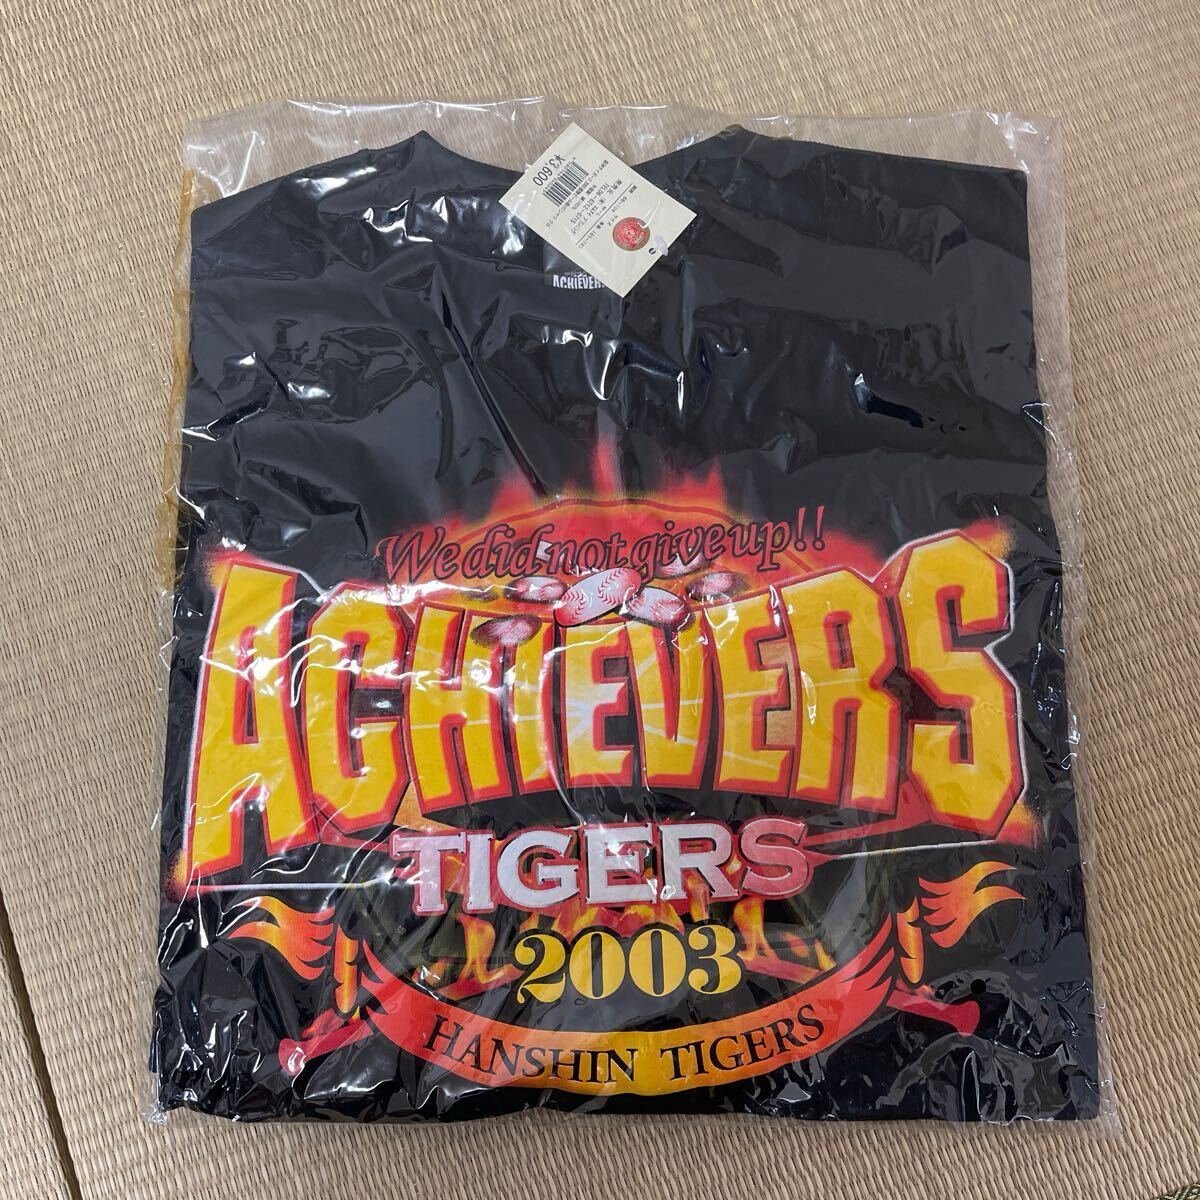 ¥3,600
ACHIEVERS
We did not give up!!
ACHIEVERS
TIGERS
2003
HANSHIN TIGERS